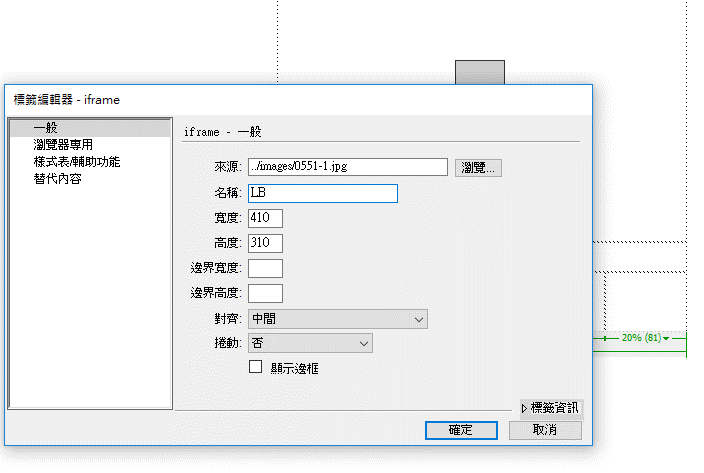 標籤編輯器 - iframe
一般
瀏覽器專用
樣式表/輔助功能
替代內容
iframe - 一般
來源: ../images/0551-1.jpg 瀏覽...
名稱: LB
寬度: 410
高度: 310
邊界寬度:
邊界高度:
對齊: 中間
捲動: 否
顯示邊框
20% (81)
標籤資訊
確定 取消